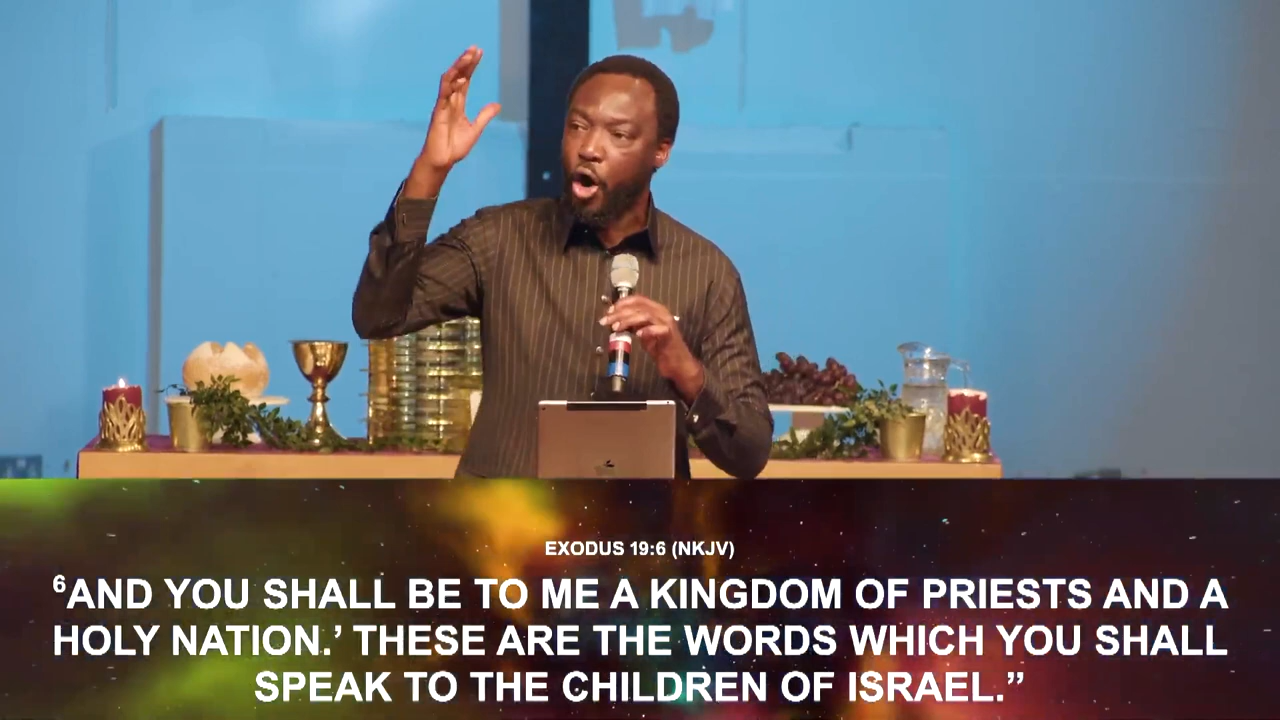 EXODUS 19:6 (NKJV)
⁶AND YOU SHALL BE TO ME A KINGDOM OF PRIESTS AND A
HOLY NATION.’ THESE ARE THE WORDS WHICH YOU SHALL
SPEAK TO THE CHILDREN OF ISRAEL.”